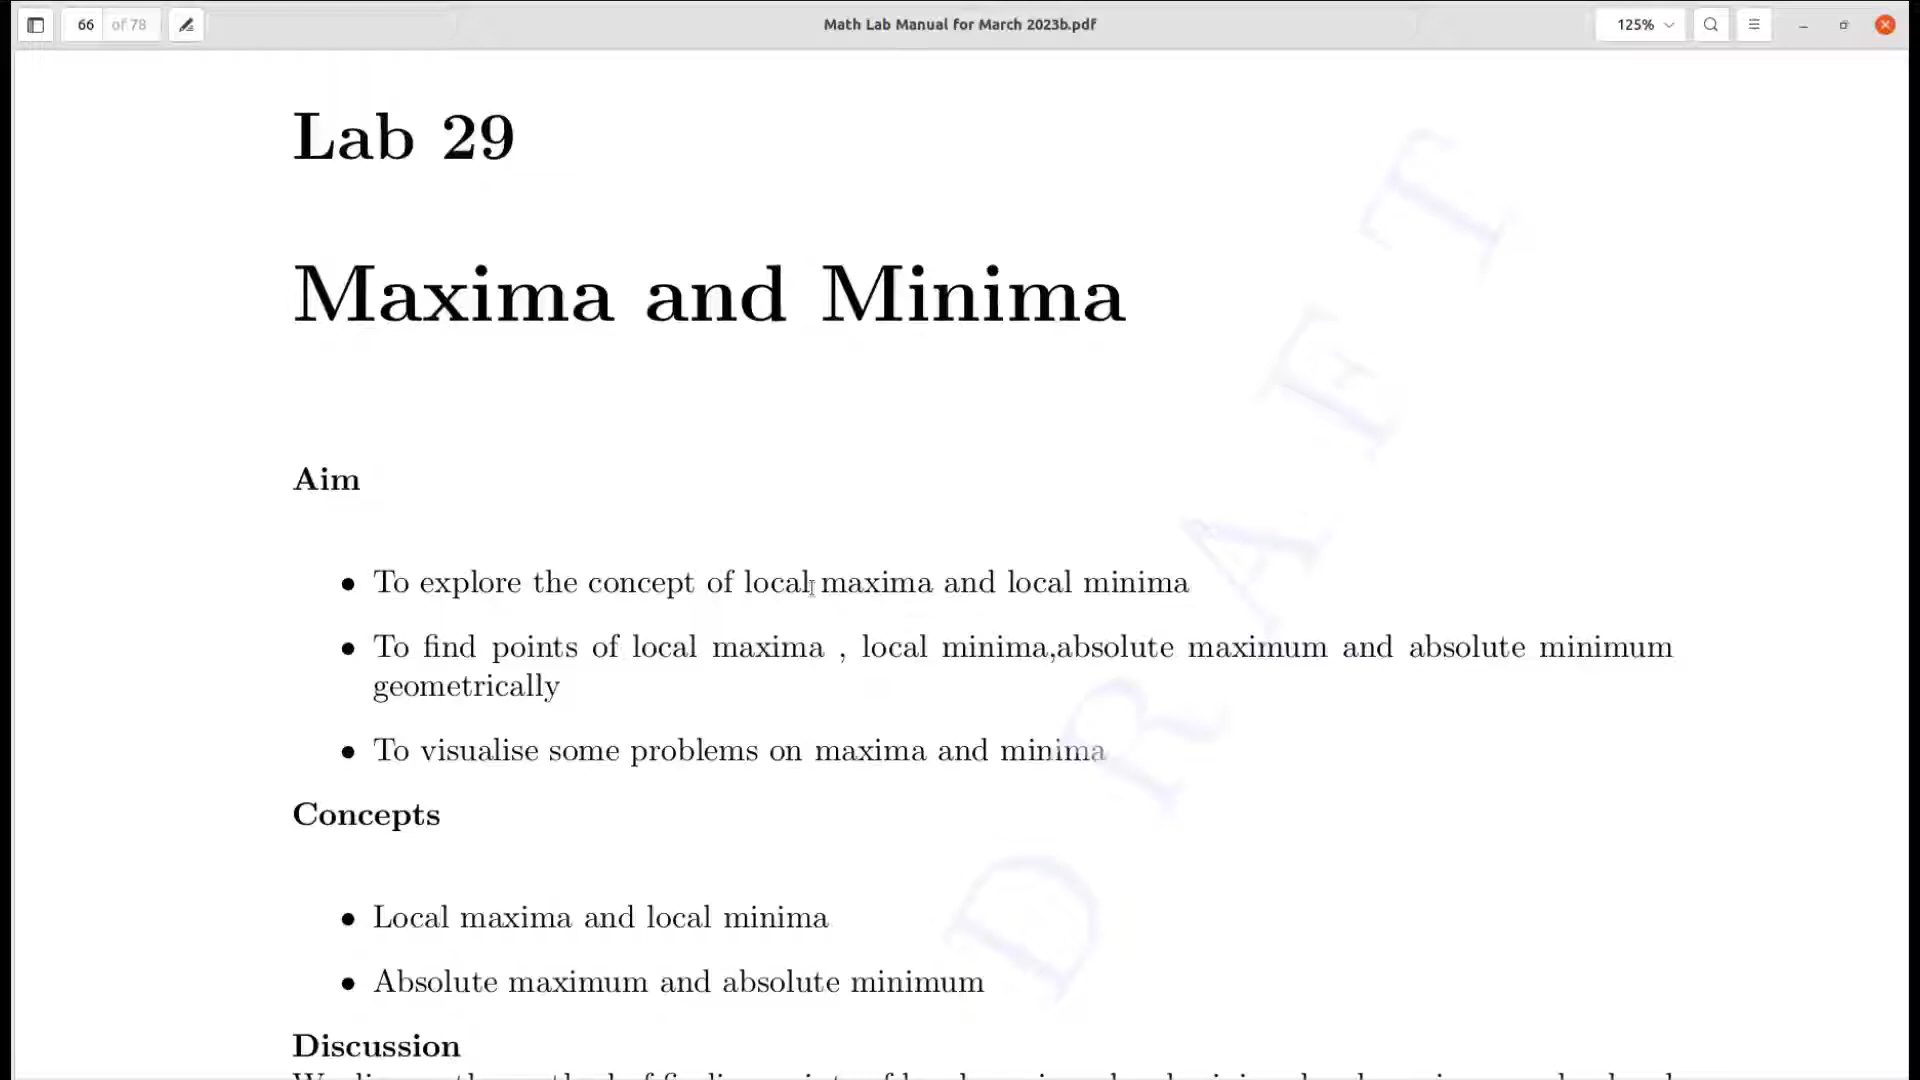 66 of 78
Math Lab Manual for March 2023b.pdf
125%
Lab 29
Maxima and Minima
Aim
• To explore the concept of local maxima and local minima
• To find points of local maxima , local minima,absolute maximum and absolute minimum
geometrically
• To visualise some problems on maxima and minima
Concepts
• Local maxima and local minima
• Absolute maximum and absolute minimum
Discussion
DRAFT